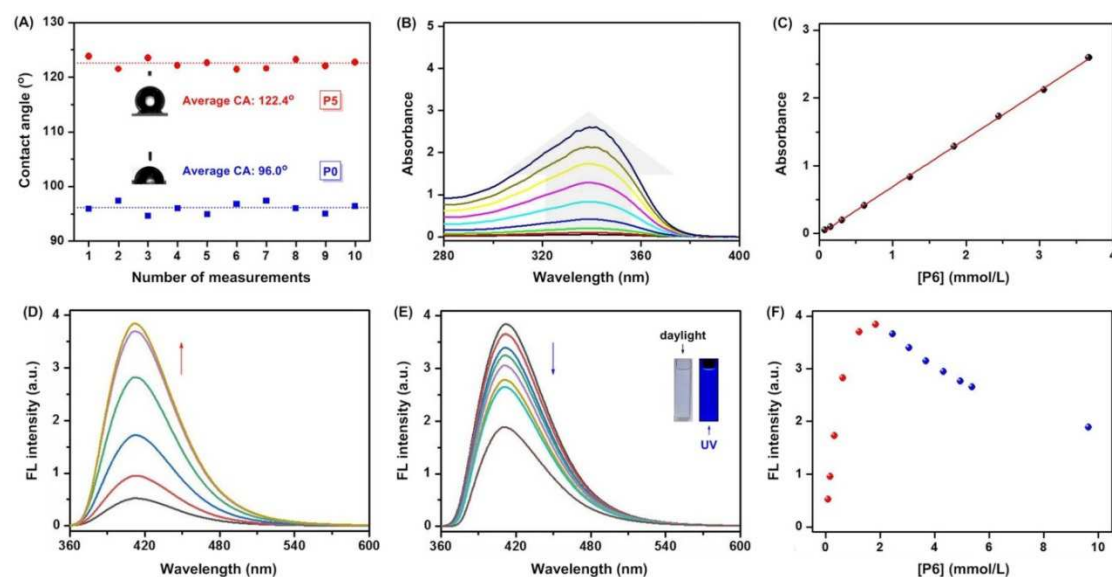 (A)
130
125
120
115
110
105
100
95
90
Contact angle (°)
Average CA: 122.4°
P5
Average CA: 96.0°
P0
1 2 3 4 5 6 7 8 9 10
Number of measurements
(B)
5
4
3
2
1
0
Absorbance
280 320 360 400
Wavelength (nm)
(C)
3
2
1
0
Absorbance
0 1 2 3 4
[P6] (mmol/L)
(D)
4
3
2
1
0
FL intensity (a.u.)
360 420 480 540 600
Wavelength (nm)
(E)
4
3
2
1
0
FL intensity (a.u.)
daylight
UV
360 420 480 540 600
Wavelength (nm)
(F)
4
3
2
1
0
FL intensity (a.u.)
0 2 4 6 8 10
[P6] (mmol/L)